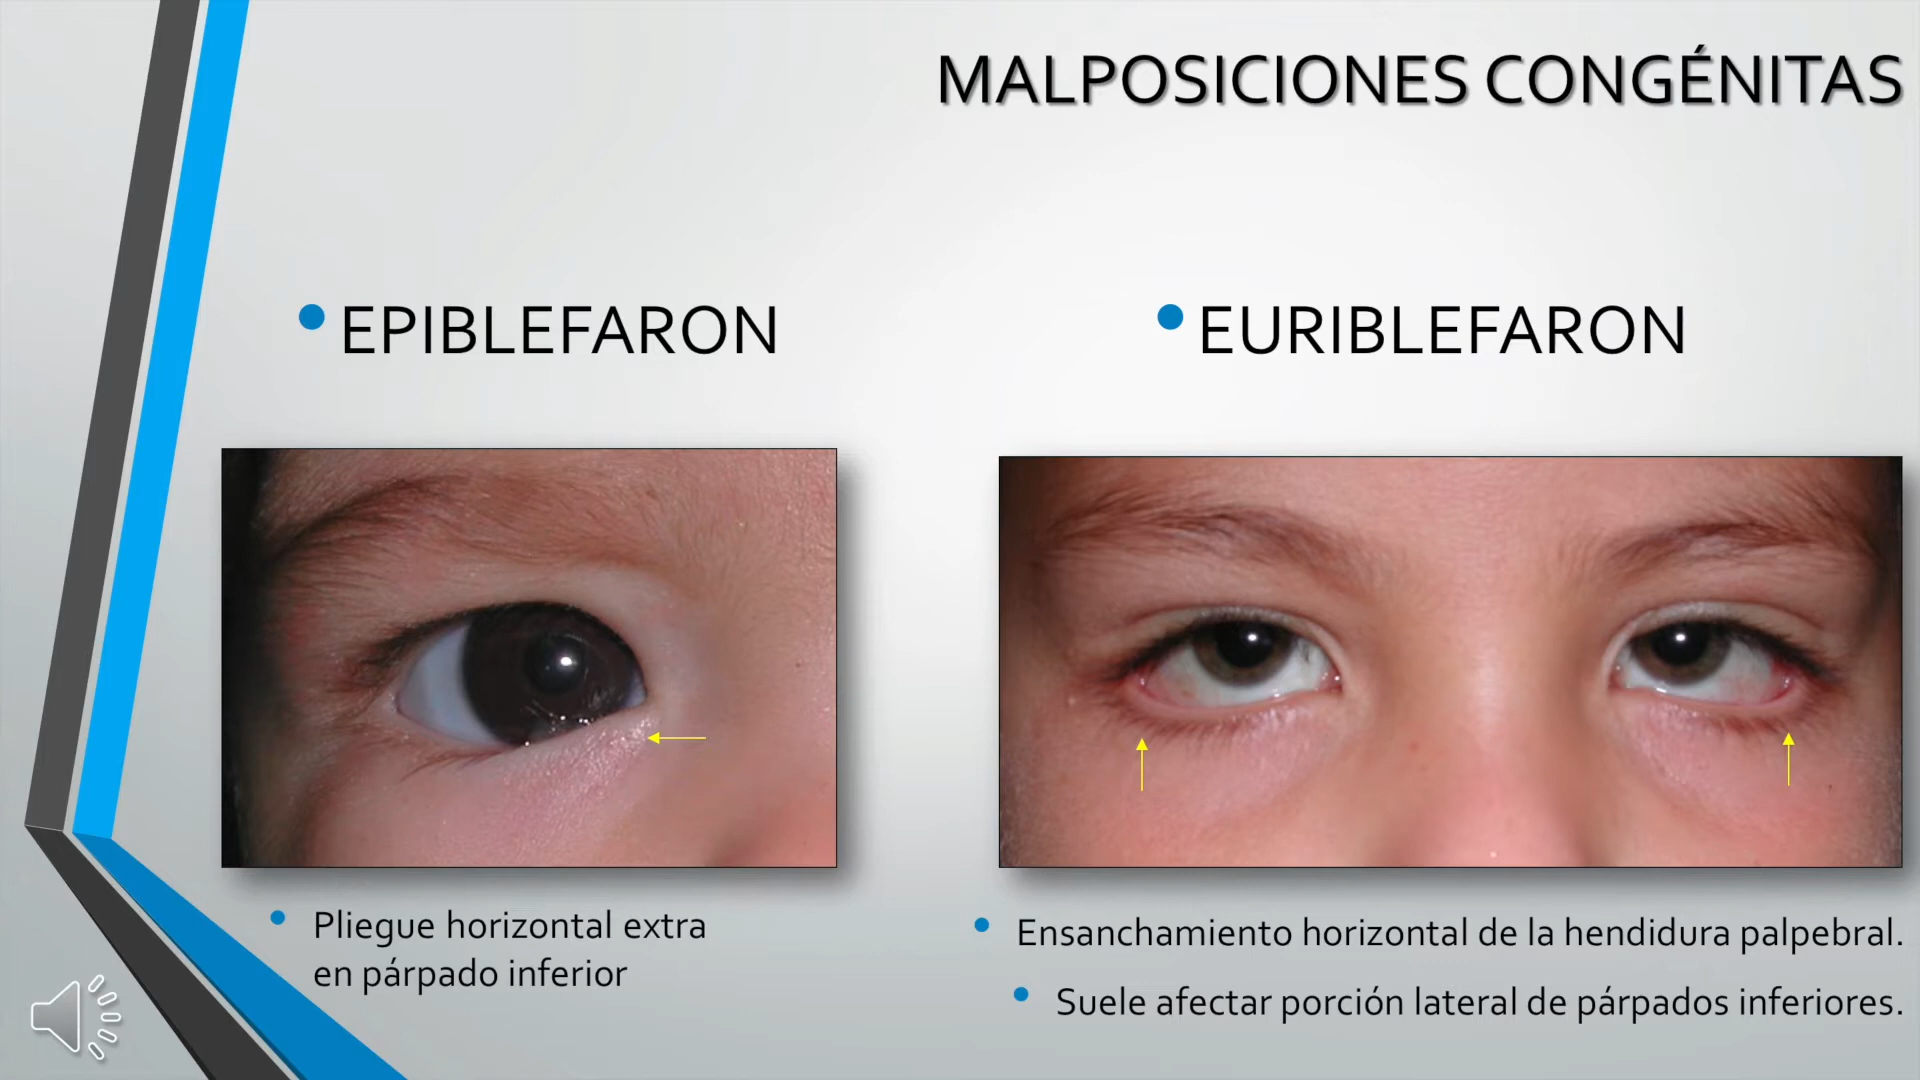 MALPOSICIONES CONGÉNITAS
• EPIBLEFARON
• EURIBLEFARON
• Pliegue horizontal extra
en párpado inferior
• Ensanchamiento horizontal de la hendidura palpebral.
• Suele afectar porción lateral de párpados inferiores.